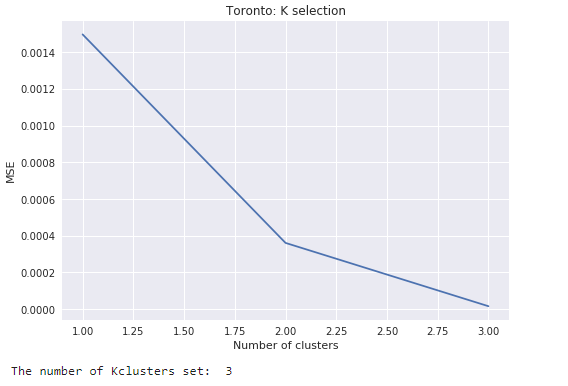 Toronto: K selection
0.0014
0.0012
0.0010
0.0008
0.0006
0.0004
0.0002
0.0000
MSE
1.00 1.25 1.50 1.75 2.00 2.25 2.50 2.75 3.00
Number of clusters
The number of Kclusters set: 3